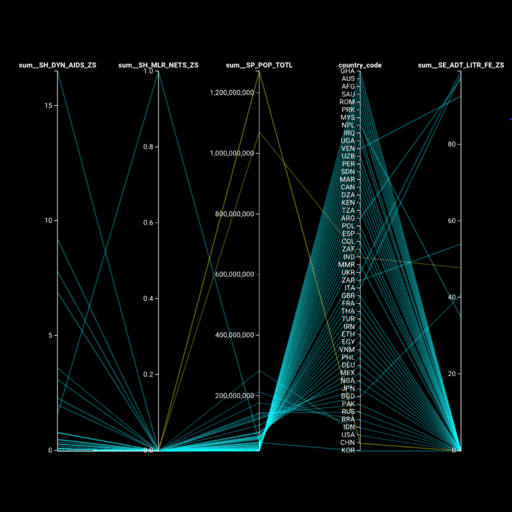 sum__SH_DYN_AIDS_ZS
sum__SH_MLR_NETS_ZS
sum__SP_POP_TOTL
country_code
sum__SE_ADT_LITR_FE_ZS
15
10
5
0
1.0
0.8
0.6
0.4
0.2
0.0
1,200,000,000
1,000,000,000
800,000,000
600,000,000
400,000,000
200,000,000
GHA
AUS
AFG
SAU
ROM
PRK
MYS
NPL
IRQ
UGA
VEN
UZB
PER
SDN
MAR
CAN
DZA
KEN
TZA
ARG
POL
ESP
COL
ZAF
IND
MMR
UKR
ZAR
ITA
GBR
FRA
THA
TUR
IRN
ETH
EGY
VNM
PHL
DEU
MEX
NGA
JPN
BGD
PAK
RUS
BRA
IDN
USA
CHN
KOR
80
60
40
20
0